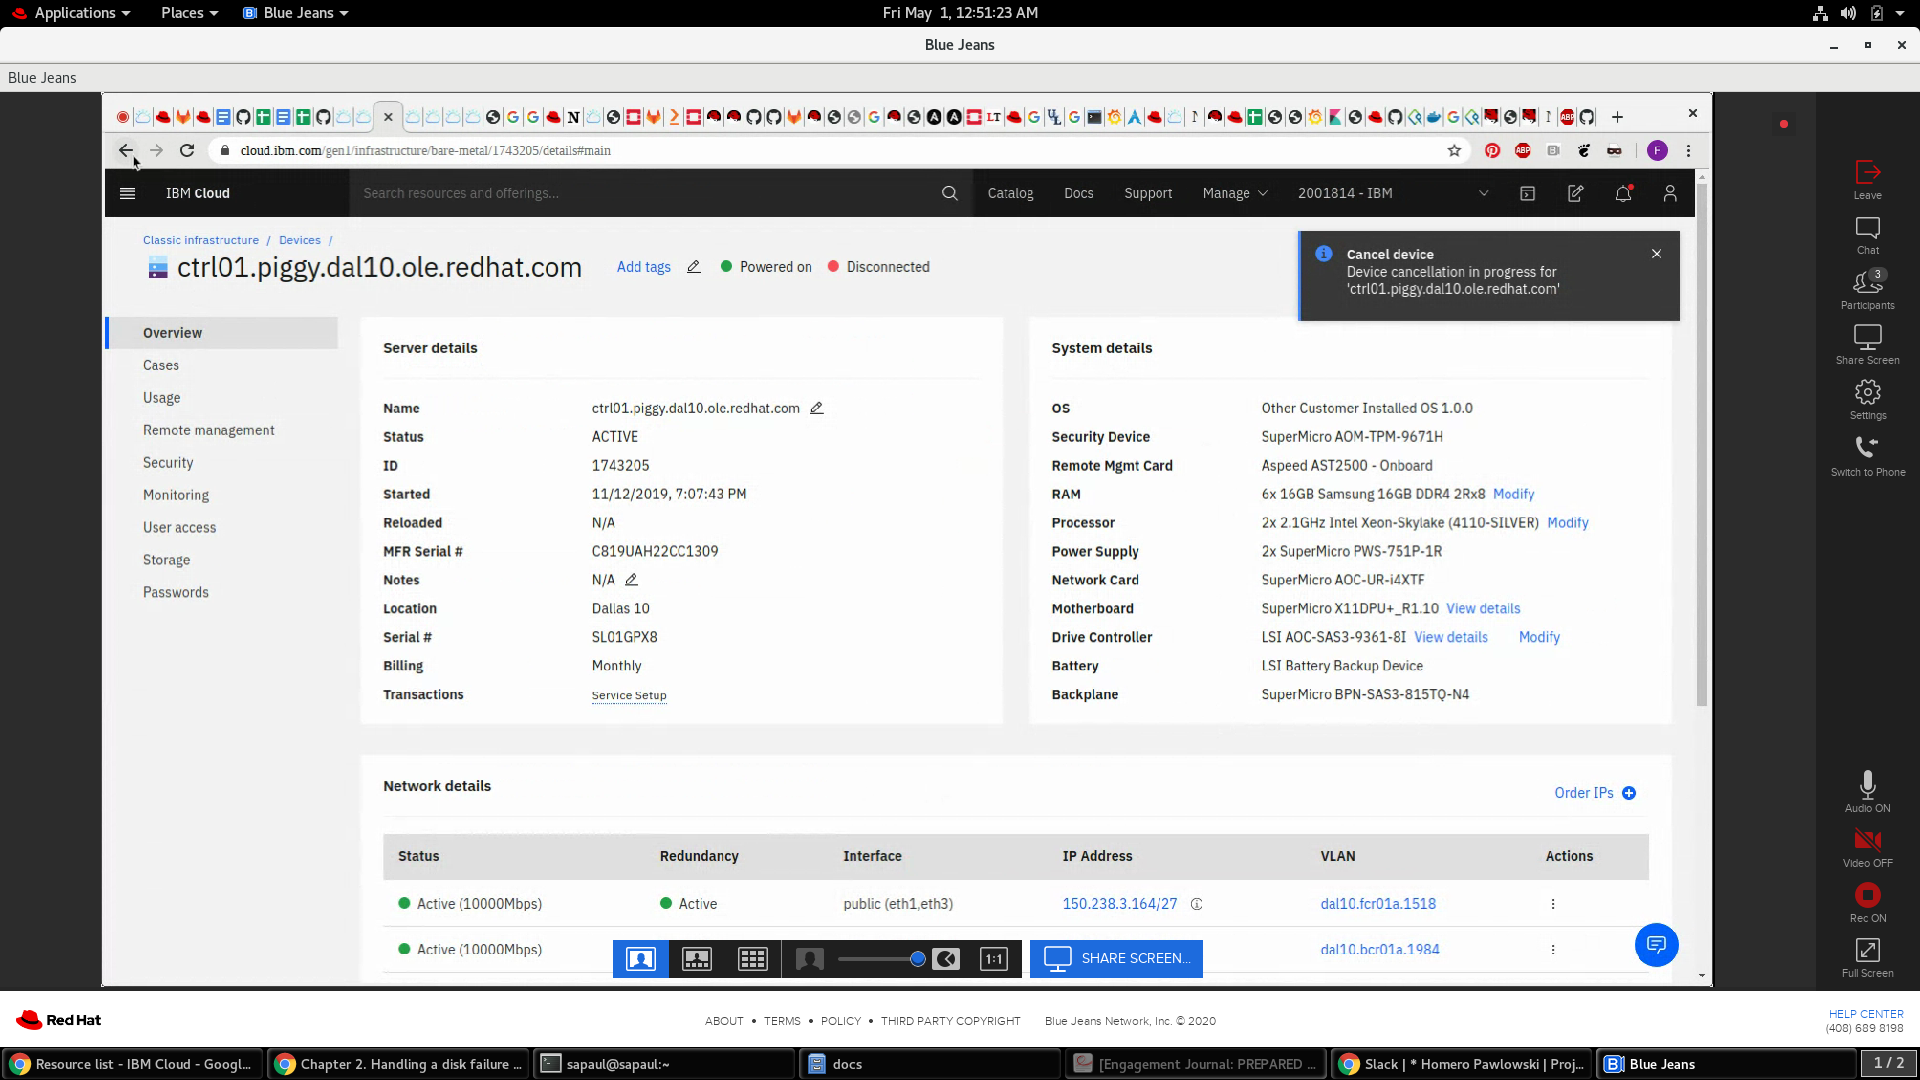 Applications Places Blue Jeans Fri May 1, 12:51:23 AM
Blue Jeans
Blue Jeans
cloud.ibm.com/gen1/infrastructure/bare-metal/1743205/details#main
IBM Cloud Search resources and offerings... Catalog Docs Support Manage 2001814 - IBM
Classic infrastructure / Devices /
ctrl01.piggy.dal10.ole.redhat.com Add tags Powered on Disconnected
Cancel device
Device cancellation in progress for
'ctrl01.piggy.dal10.ole.redhat.com'
Overview
Cases
Usage
Remote management
Security
Monitoring
User access
Storage
Passwords
Server details
Name ctrl01.piggy.dal10.ole.redhat.com
Status ACTIVE
ID 1743205
Started 11/12/2019, 7:07:43 PM
Reloaded N/A
MFR Serial # C819UAH22CC1309
Notes N/A
Location Dallas 10
Serial # SL01GPX8
Billing Monthly
Transactions Service Setup
System details
OS Other Customer Installed OS 1.0.0
Security Device SuperMicro AOM-TPM-9671H
Remote Mgmt Card Aspeed AST2500 - Onboard
RAM 6x 16GB Samsung 16GB DDR4 2Rx8 Modify
Processor 2x 2.1GHz Intel Xeon-Skylake (4110-SILVER) Modify
Power Supply 2x SuperMicro PWS-751P-1R
Network Card SuperMicro AOC-UR-i4XTF
Motherboard SuperMicro X11DPU+_R1.10 View details
Drive Controller LSI AOC-SAS3-9361-8I View details Modify
Battery LSI Battery Backup Device
Backplane SuperMicro BPN-SAS3-815TQ-N4
Network details
Order IPs
Status Redundancy Interface IP Address VLAN Actions
Active (10000Mbps) Active public (eth1,eth3) 150.238.3.164/27 dal10.fcr01a.1518
Active (10000Mbps) dal10.bcr01a.1984
1:1 SHARE SCREEN...
Leave
Chat
3
Participants
Share Screen
Settings
Switch to Phone
Audio ON
Video OFF
Rec ON
Full Screen
Red Hat
ABOUT • TERMS • POLICY • THIRD PARTY COPYRIGHT Blue Jeans Network, Inc. © 2020
HELP CENTER
(408) 689 8198
Resource list - IBM Cloud - Googl... Chapter 2. Handling a disk failure ... sapaul@sapaul:~ docs [Engagement Journal: PREPARED ... Slack | * Homero Pawlowski | Proj... Blue Jeans 1 / 2